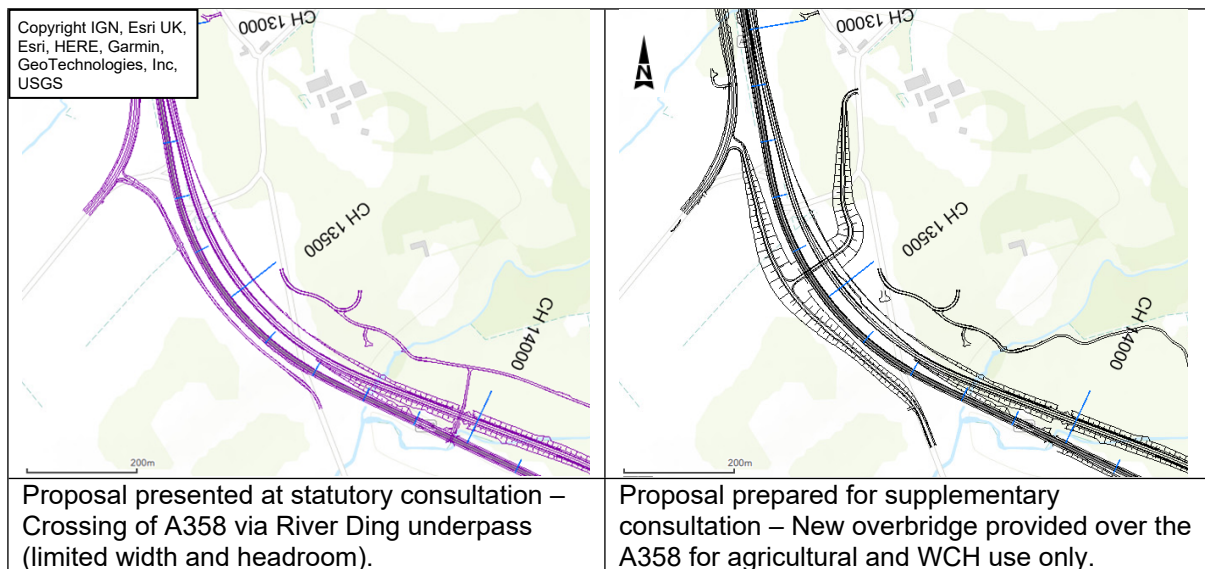 Copyright IGN, Esri UK,
Esri, HERE, Garmin,
GeoTechnologies, Inc,
USGS
CH 13000
CH 13500
CH 14000
200m
Proposal presented at statutory consultation –
Crossing of A358 via River Ding underpass
(limited width and headroom).
CH 13000
N
CH 13500
CH 14000
200m
Proposal prepared for supplementary
consultation – New overbridge provided over the
A358 for agricultural and WCH use only.